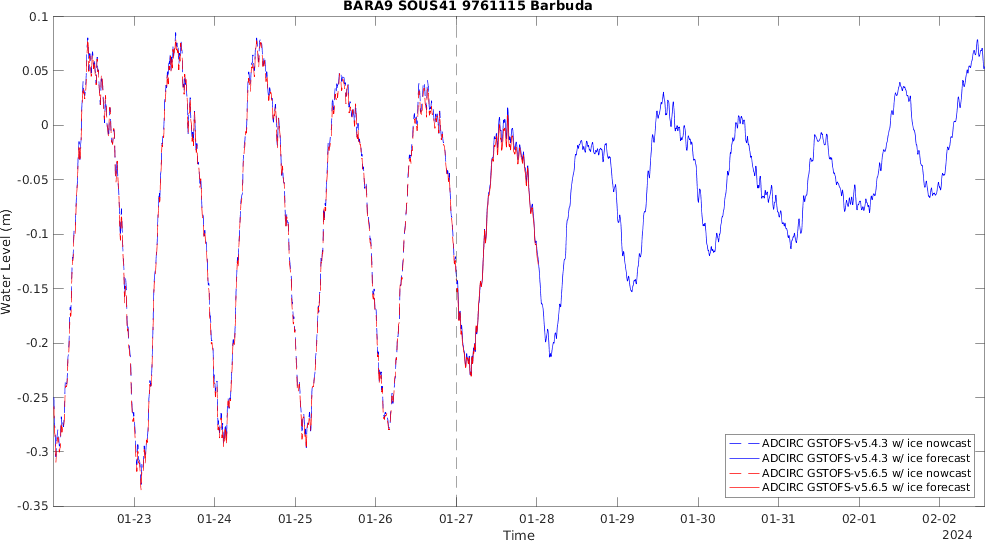 BARA9 SOUS41 9761115 Barbuda
0.1
0.05
0
-0.05
-0.1
-0.15
-0.2
-0.25
-0.3
-0.35
Water Level (m)
ADCIRC GSTOFS-v5.4.3 w/ ice nowcast
ADCIRC GSTOFS-v5.4.3 w/ ice forecast
ADCIRC GSTOFS-v5.6.5 w/ ice nowcast
ADCIRC GSTOFS-v5.6.5 w/ ice forecast
01-23 01-24 01-25 01-26 01-27 01-28 01-29 01-30 01-31 02-01 02-02
Time
2024